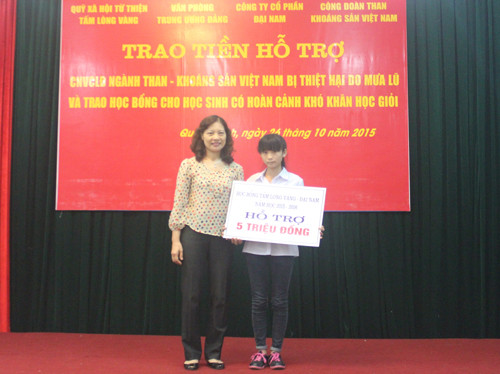 QUỸ XÃ HỘI TỪ THIỆN VĂN PHÒNG CÔNG TY CỔ PHẦN CÔNG ĐOÀN THAN
TẤM LÒNG VÀNG TRUNG ƯƠNG ĐẢNG ĐẠI NAM KHOÁNG SẢN VIỆT NAM
TRAO TIỀN HỖ TRỢ
CNVCLĐ NGÀNH THAN - KHOÁNG SẢN VIỆT NAM BỊ THIỆT HẠI DO MƯA LŨ
VÀ TRAO HỌC BỔNG CHO HỌC SINH CÓ HOÀN CẢNH KHÓ KHĂN HỌC GIỎI
ngày 26 tháng 10 năm 2015
HỖ TRỢ
5 TRIỆU ĐỒNG